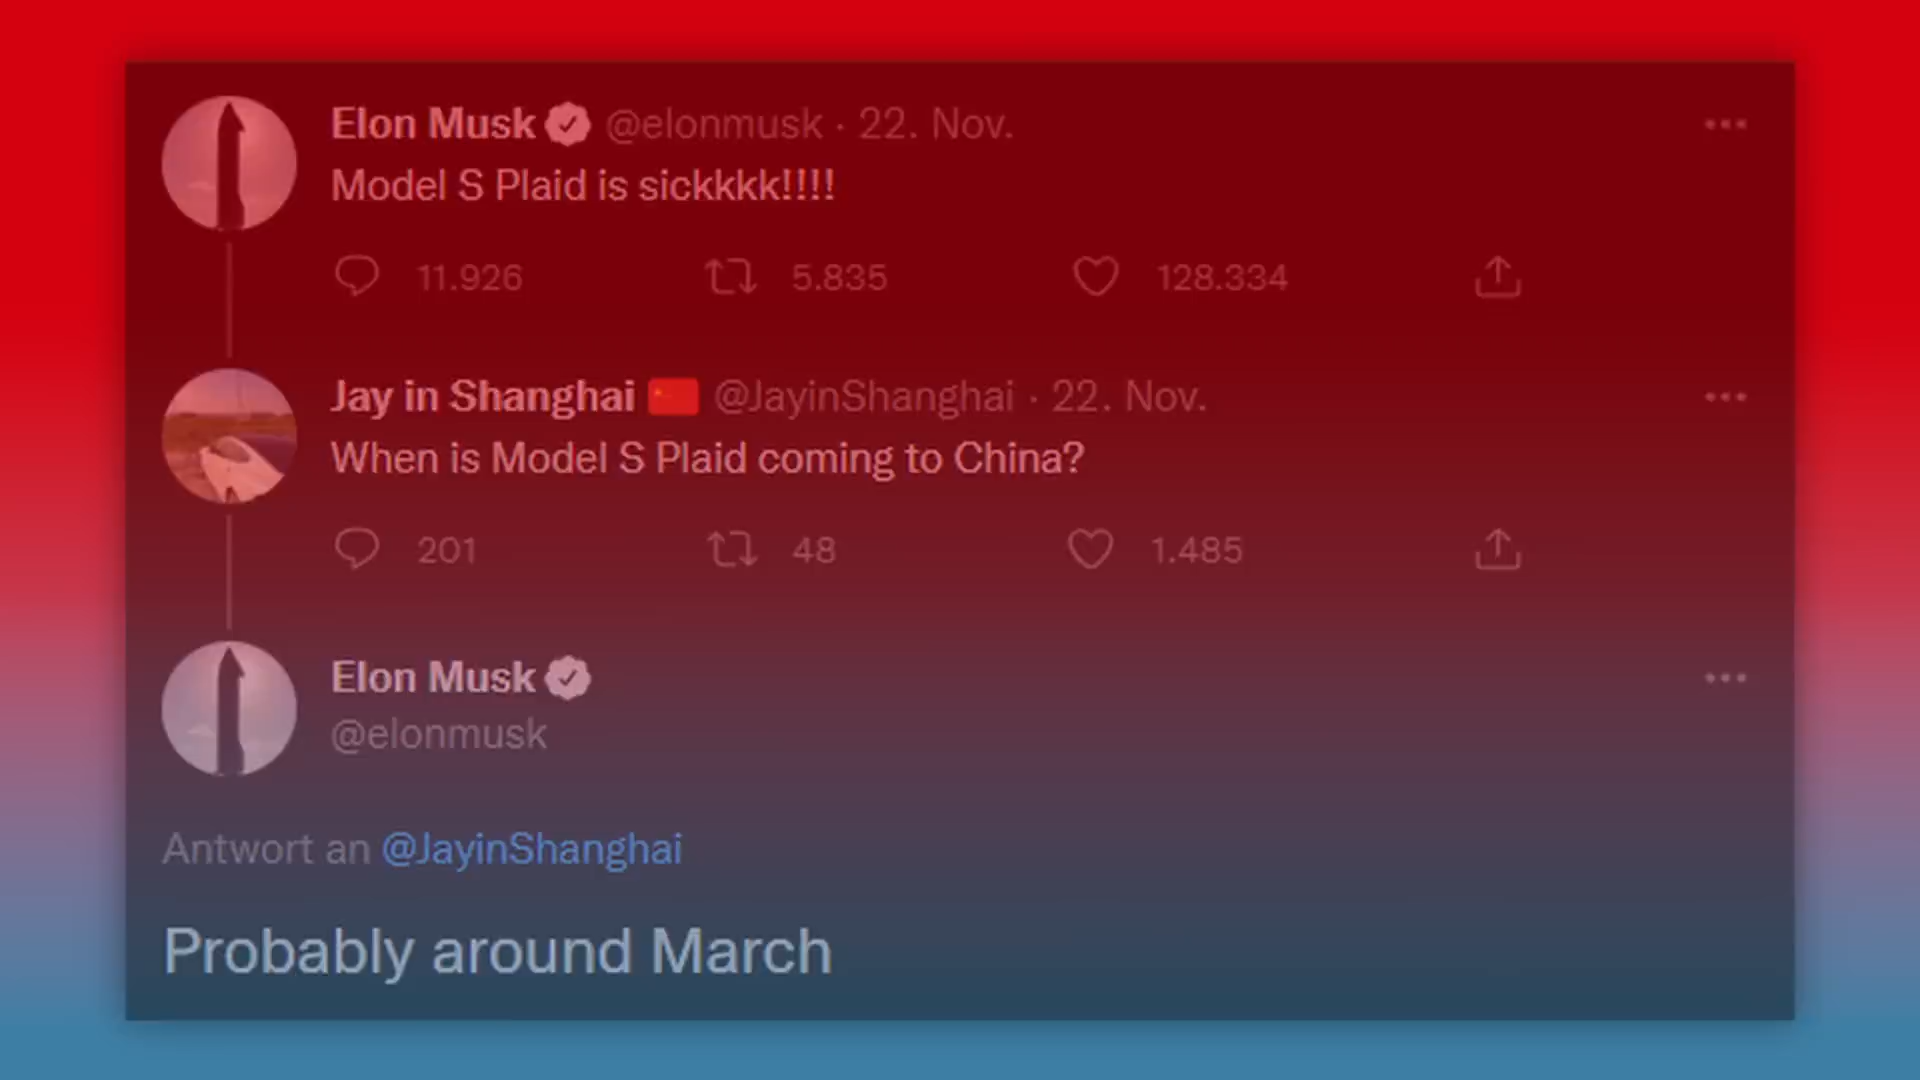 Elon Musk @elonmusk · 22. Nov.
Model S Plaid is sickkkk!!!!
11.926 5.835 128.334
Jay in Shanghai 🇨🇳 @JayinShanghai · 22. Nov.
When is Model S Plaid coming to China?
201 48 1.485
Elon Musk
@elonmusk
Antwort an @JayinShanghai
Probably around March